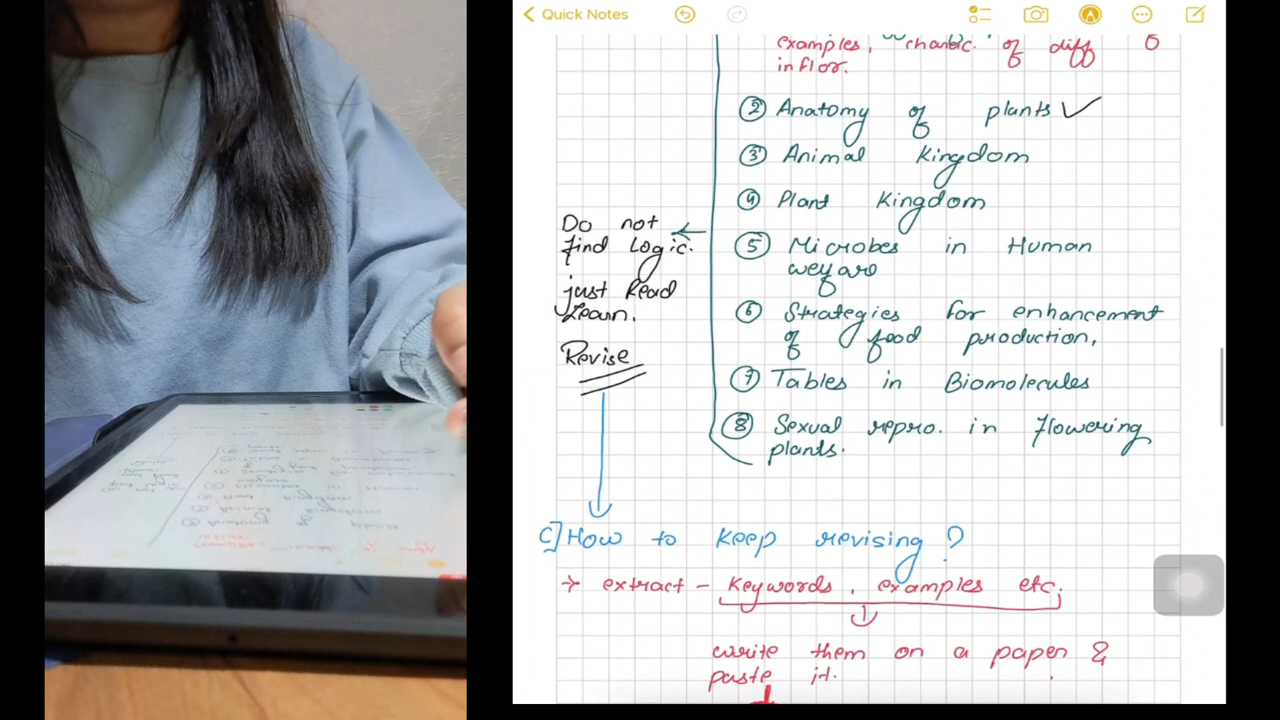 Quick Notes
examples, charac. of diff
inflor.
② Anatomy of plants ✓
③ Animal Kingdom
④ Plant Kingdom
Do not
find Logic.
just Read
Learn.
Revise
⑤ Microbes in Human
welfare
⑥ Strategies for enhancement
of food production,
⑦ Tables in Biomolecules
⑧ Sexual repro. in flowering
plants.
C] How to keep revising?
→ extract - keywords, examples etc.
write them on a paper &
paste it.